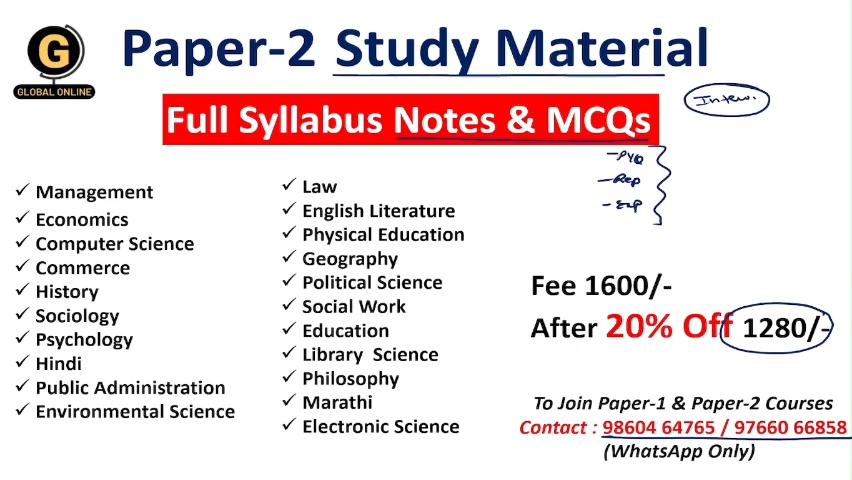 G
GLOBAL ONLINE
Paper-2 Study Material
Full Syllabus Notes & MCQs
PYQ
Rep
Management
Economics
Computer Science
Commerce
History
Sociology
Psychology
Hindi
Public Administration
Environmental Science
Law
English Literature
Physical Education
Geography
Political Science
Social Work
Education
Library Science
Philosophy
Marathi
Electronic Science
Fee 1600/-
After 20% Off 1280/-
To Join Paper-1 & Paper-2 Courses
Contact : 98604 64765 / 97660 66858
(WhatsApp Only)